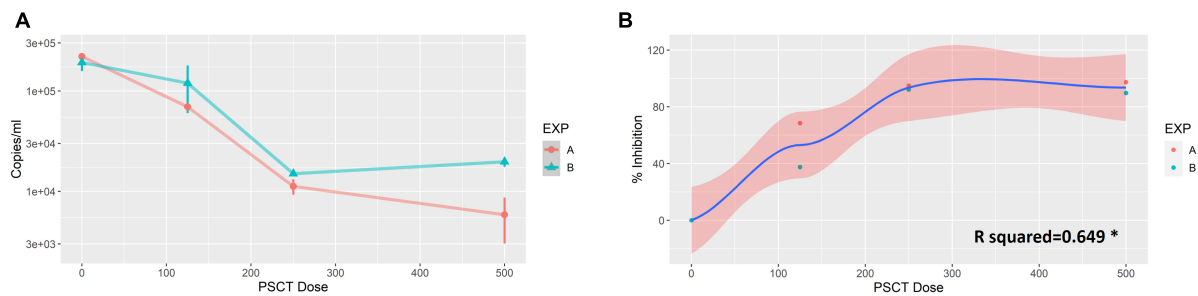 A
3e+05
1e+05
3e+04
1e+04
3e+03
Copies/ml
0 100 200 300 400 500
PSCT Dose
EXP
A
B
B
120
80
40
0
% Inhibition
R squared=0.649 *
0 100 200 300 400 500
PSCT Dose
EXP
A
B